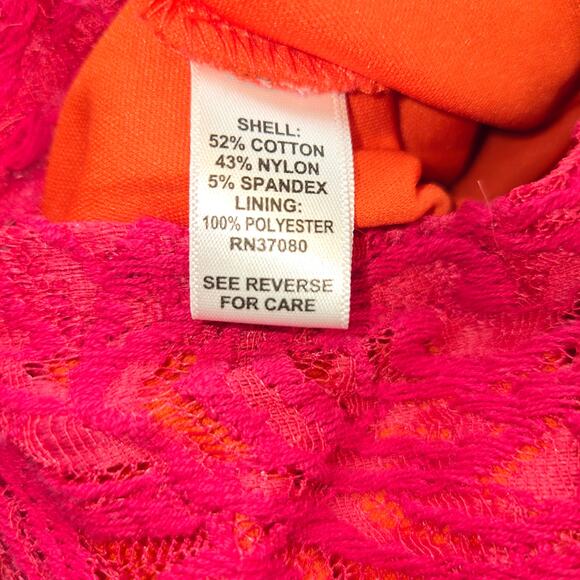 SHELL:
52% COTTON
43% NYLON
5% SPANDEX
LINING:
100% POLYESTER
RN37080
SEE REVERSE
FOR CARE